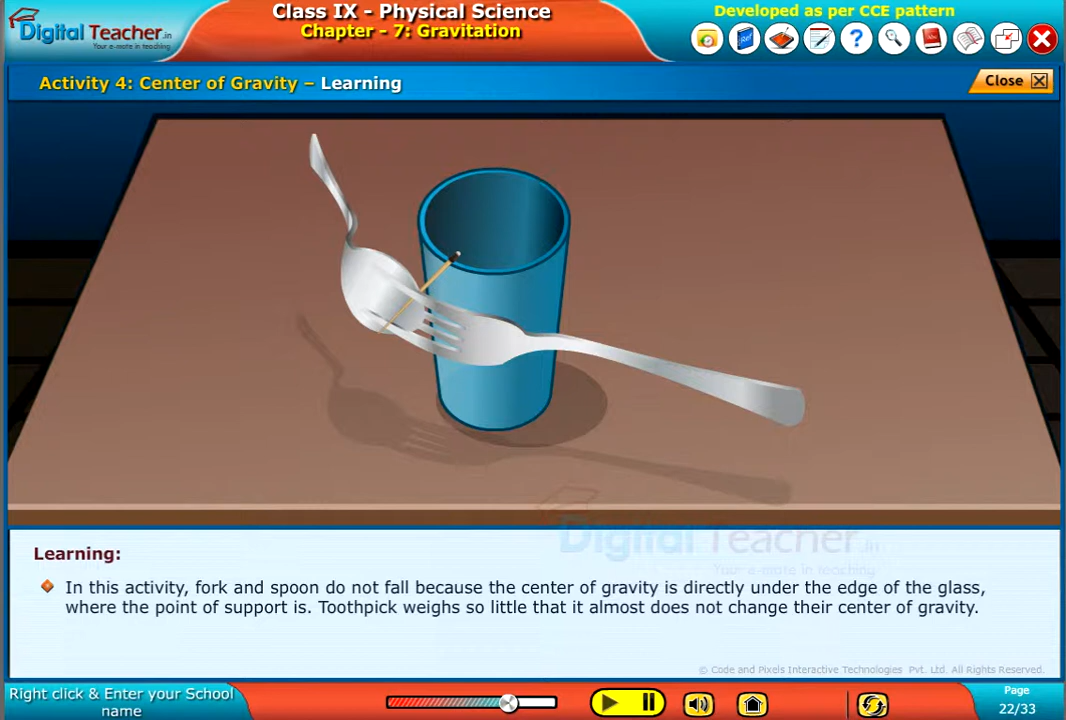 Digital Teacher.in
Your e-mate in teaching
Class IX - Physical Science
Chapter - 7: Gravitation
Developed as per CCE pattern
iRef
?
Abc
Activity 4: Center of Gravity – Learning
Close
Digital Teacher.in
Your e-mate in teaching
Learning:
In this activity, fork and spoon do not fall because the center of gravity is directly under the edge of the glass,
where the point of support is. Toothpick weighs so little that it almost does not change their center of gravity.
© Code and Pixels Interactive Technologies Pvt. Ltd. All Rights Reserved.
Right click & Enter your School
name
Page
22/33